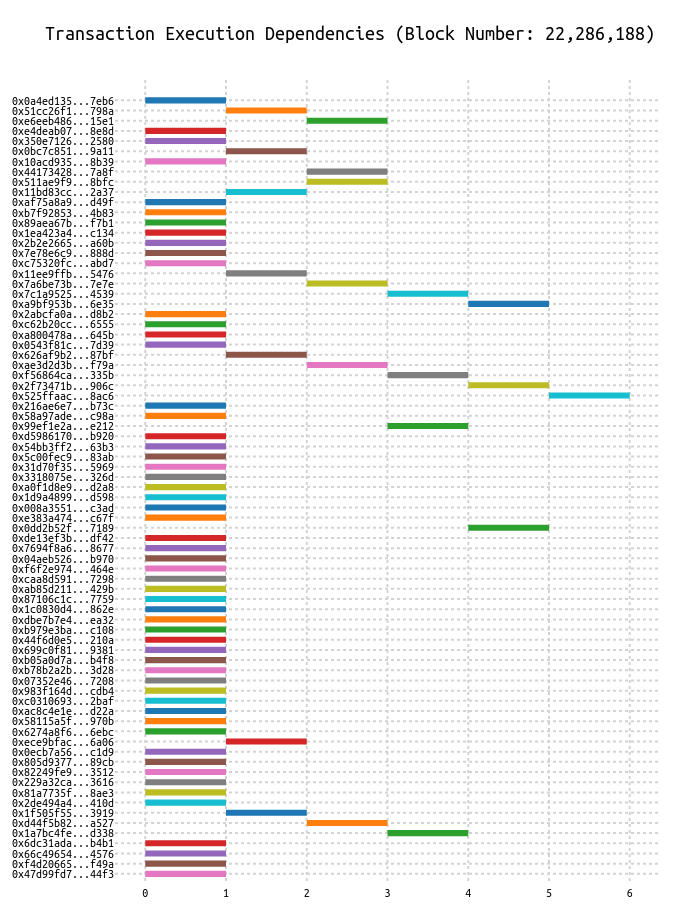 Transaction Execution Dependencies (Block Number: 22,286,188)
0x0a4ed135...7eb6
0x51cc26f1...798a
0xe6eeb486...15e1
0xe4deab07...8e8d
0x350e7126...2580
0x0bc7c851...9a11
0x10acd935...8b39
0x44173428...7a8f
0x511ae9f9...8bfc
0x11bd83cc...2a37
0xaf75a8a9...d49f
0xb7f92853...4b83
0x89aea67b...f7b1
0x1ea423a4...c134
0x2b2e2665...a60b
0x7e78e6c9...888d
0xc75320fc...abd7
0x11ee9ffb...5476
0x7a6be73b...7e7e
0x7c1a9525...4539
0xa9bf953b...6e35
0x2abcfa0a...d8b2
0xc62b20cc...6555
0xa800478a...645b
0x0543f81c...7d39
0x626af9b2...87bf
0xae3d2d3b...f79a
0xf56864ca...335b
0x2f73471b...906c
0x525ffaac...8ac6
0x216ae6e7...b73c
0x58a97ade...c98a
0x99ef1e2a...e212
0xd5986170...b920
0x54bb3ff2...63b3
0x5c00fec9...83ab
0x31d70f35...5969
0x3318075e...326d
0xa0f1d8e9...d2a8
0x1d9a4899...d598
0x008a3551...c3ad
0xe383a474...c67f
0x0dd2b52f...7189
0xde13ef3b...df42
0x7694f8a6...8677
0x04aeb526...b970
0xf6f2e974...464e
0xcaa8d591...7298
0xab85d211...429b
0x87106c1c...7759
0x1c0830d4...862e
0xdbe7b7e4...ea32
0xb979e3ba...c108
0x44f6d0e5...210a
0x699c0f81...9381
0xb05a0d7a...b4f8
0xb78b2a2b...3d28
0x07352e46...7208
0x983f164d...cdb4
0xc0310693...2baf
0xac8c4e1e...d22a
0x58115a5f...970b
0x6274a8f6...6ebc
0xece9bfac...6a06
0x0ecb7a56...c1d9
0x805d9377...89cb
0x82249fe9...3512
0x229a32ca...3616
0x81a7735f...8ae3
0x2de494a4...410d
0x1f505f55...3919
0xd44f5b82...a527
0x1a7bc4fe...d338
0x6dc31ada...b4b1
0x66c49654...4576
0xf4d20665...f49a
0x47d99fd7...44f3
0 1 2 3 4 5 6